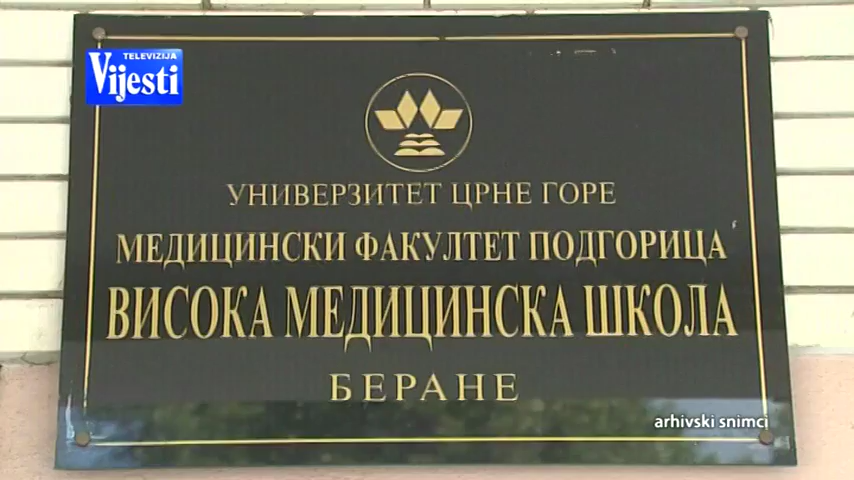 TELEVIZIJA
Vijesti
УНИВЕРЗИТЕТ ЦРНЕ ГОРЕ
МЕДИЦИНСКИ ФАКУЛТЕТ ПОДГОРИЦА
ВИСОКА МЕДИЦИНСКА ШКОЛА
БЕРАНЕ
arhivski snimci